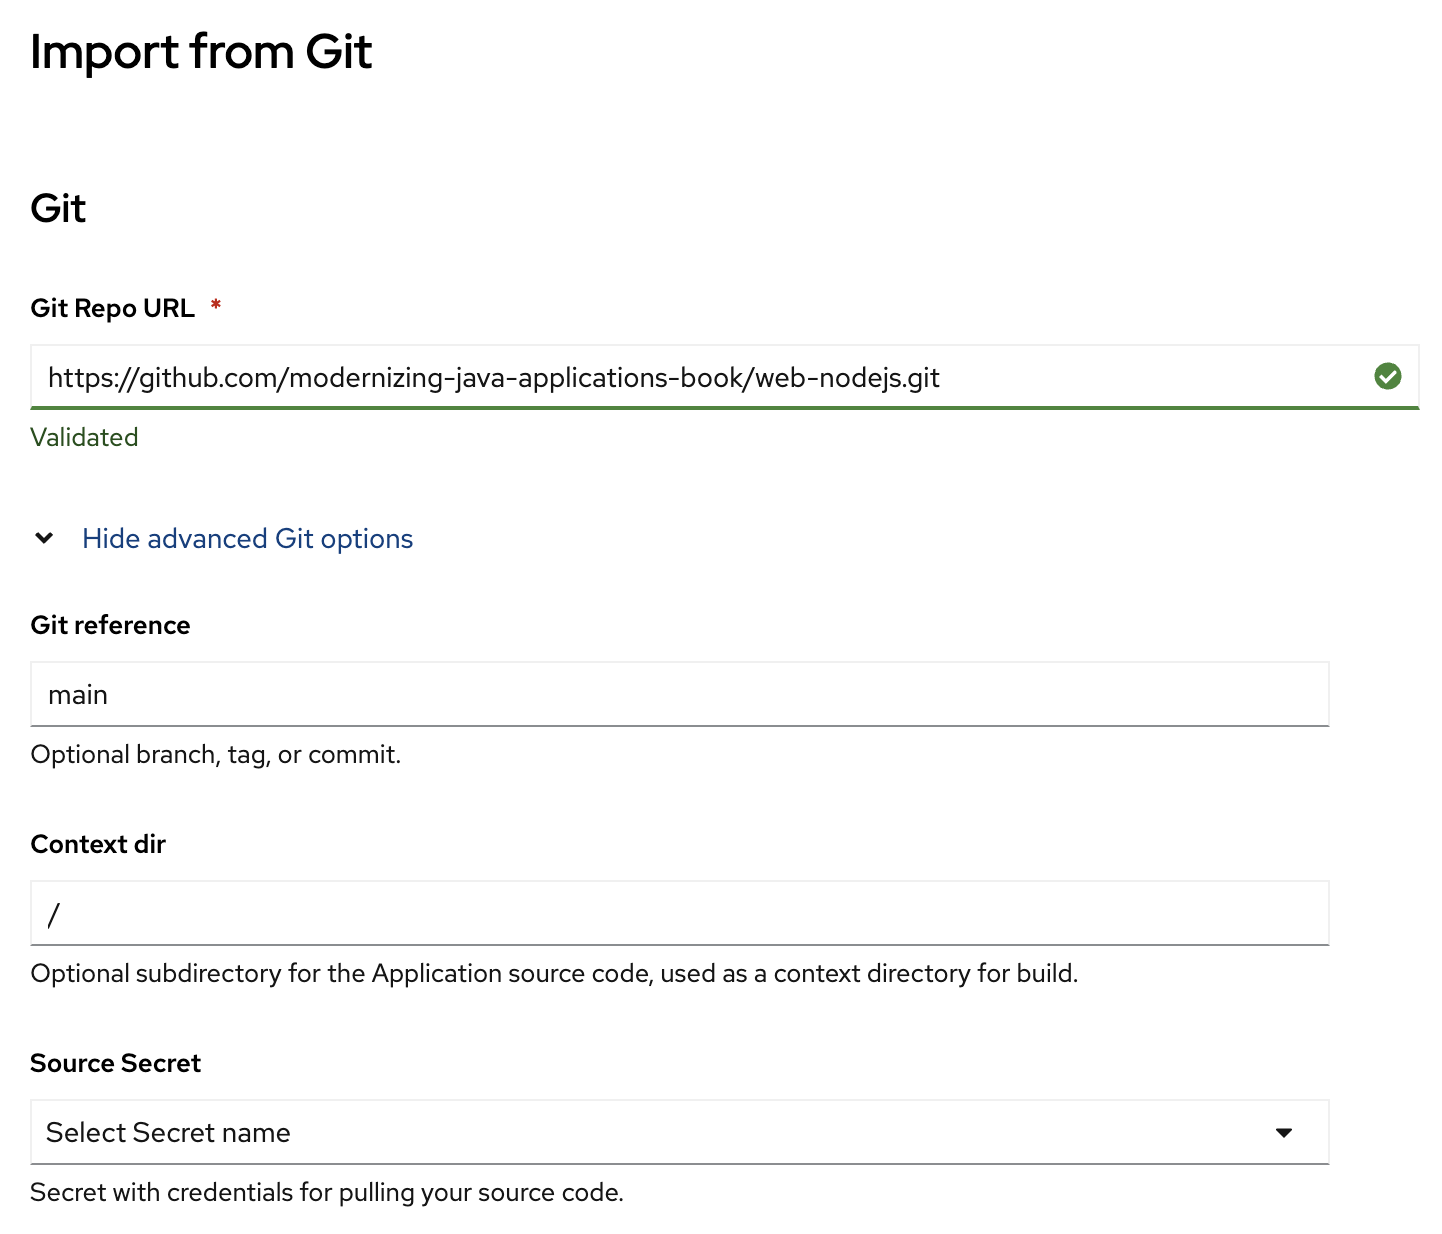 Import from Git
Git
Git Repo URL *
https://github.com/modernizing-java-applications-book/web-nodejs.git
Validated
Hide advanced Git options
Git reference
main
Optional branch, tag, or commit.
Context dir
/
Optional subdirectory for the Application source code, used as a context directory for build.
Source Secret
Select Secret name
Secret with credentials for pulling your source code.